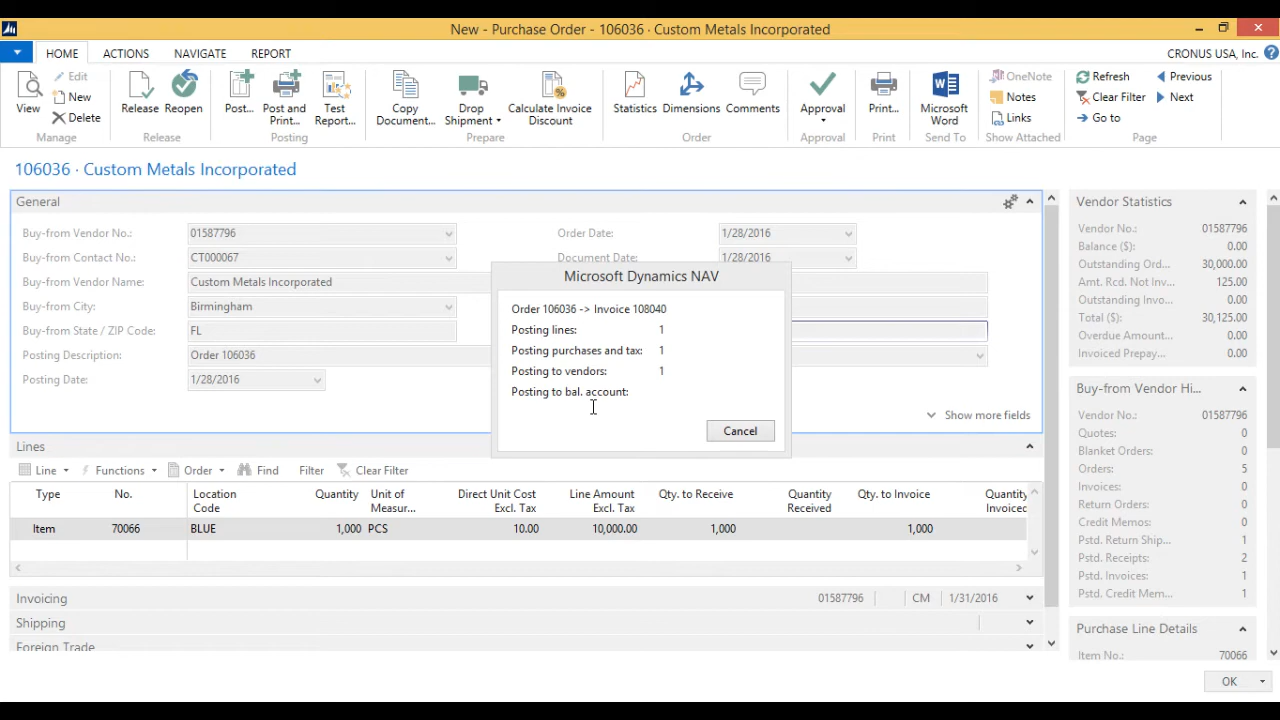 New - Purchase Order - 106036 · Custom Metals Incorporated
HOME ACTIONS NAVIGATE REPORT
CRONUS USA, Inc.
View
Edit
New
Delete
Manage
Release
Reopen
Release
Post...
Post and Print...
Test Report...
Posting
Copy Document...
Drop Shipment
Calculate Invoice Discount
Prepare
Statistics
Dimensions
Comments
Order
Approval
Approval
Print...
Print
Microsoft Word
Send To
OneNote
Notes
Links
Show Attached
Refresh
Clear Filter
Go to
Previous
Next
Page
106036 · Custom Metals Incorporated
General
Buy-from Vendor No.: 01587796
Buy-from Contact No.: CT000067
Buy-from Vendor Name: Custom Metals Incorporated
Buy-from City: Birmingham
Buy-from State / ZIP Code: FL
Posting Description: Order 106036
Posting Date: 1/28/2016
Order Date: 1/28/2016
Document Date: 1/28/2016
Show more fields
Microsoft Dynamics NAV
Order 106036 -> Invoice 108040
Posting lines: 1
Posting purchases and tax: 1
Posting to vendors: 1
Posting to bal. account:
Cancel
Lines
Line Functions Order Find Filter Clear Filter
Type No. Location Code Quantity Unit of Measur... Direct Unit Cost Excl. Tax Line Amount Excl. Tax Qty. to Receive Quantity Received Qty. to Invoice Quantity Invoiced
Item 70066 BLUE 1,000 PCS 10.00 10,000.00 1,000 1,000
Invoicing 01587796 CM 1/31/2016
Shipping
Foreign Trade
Vendor Statistics
Vendor No.: 01587796
Balance ($): 0.00
Outstanding Ord... 30,000.00
Amt. Rcd. Not Inv... 125.00
Outstanding Invo... 0.00
Total ($): 30,125.00
Overdue Amount... 0.00
Invoiced Prepay... 0.00
Buy-from Vendor Hi...
Vendor No.: 01587796
Quotes: 0
Blanket Orders: 0
Orders: 5
Invoices: 0
Return Orders: 0
Credit Memos: 0
Pstd. Return Ship... 1
Pstd. Receipts: 2
Pstd. Invoices: 1
Pstd. Credit Mem... 1
Purchase Line Details
Item No.: 70066
OK